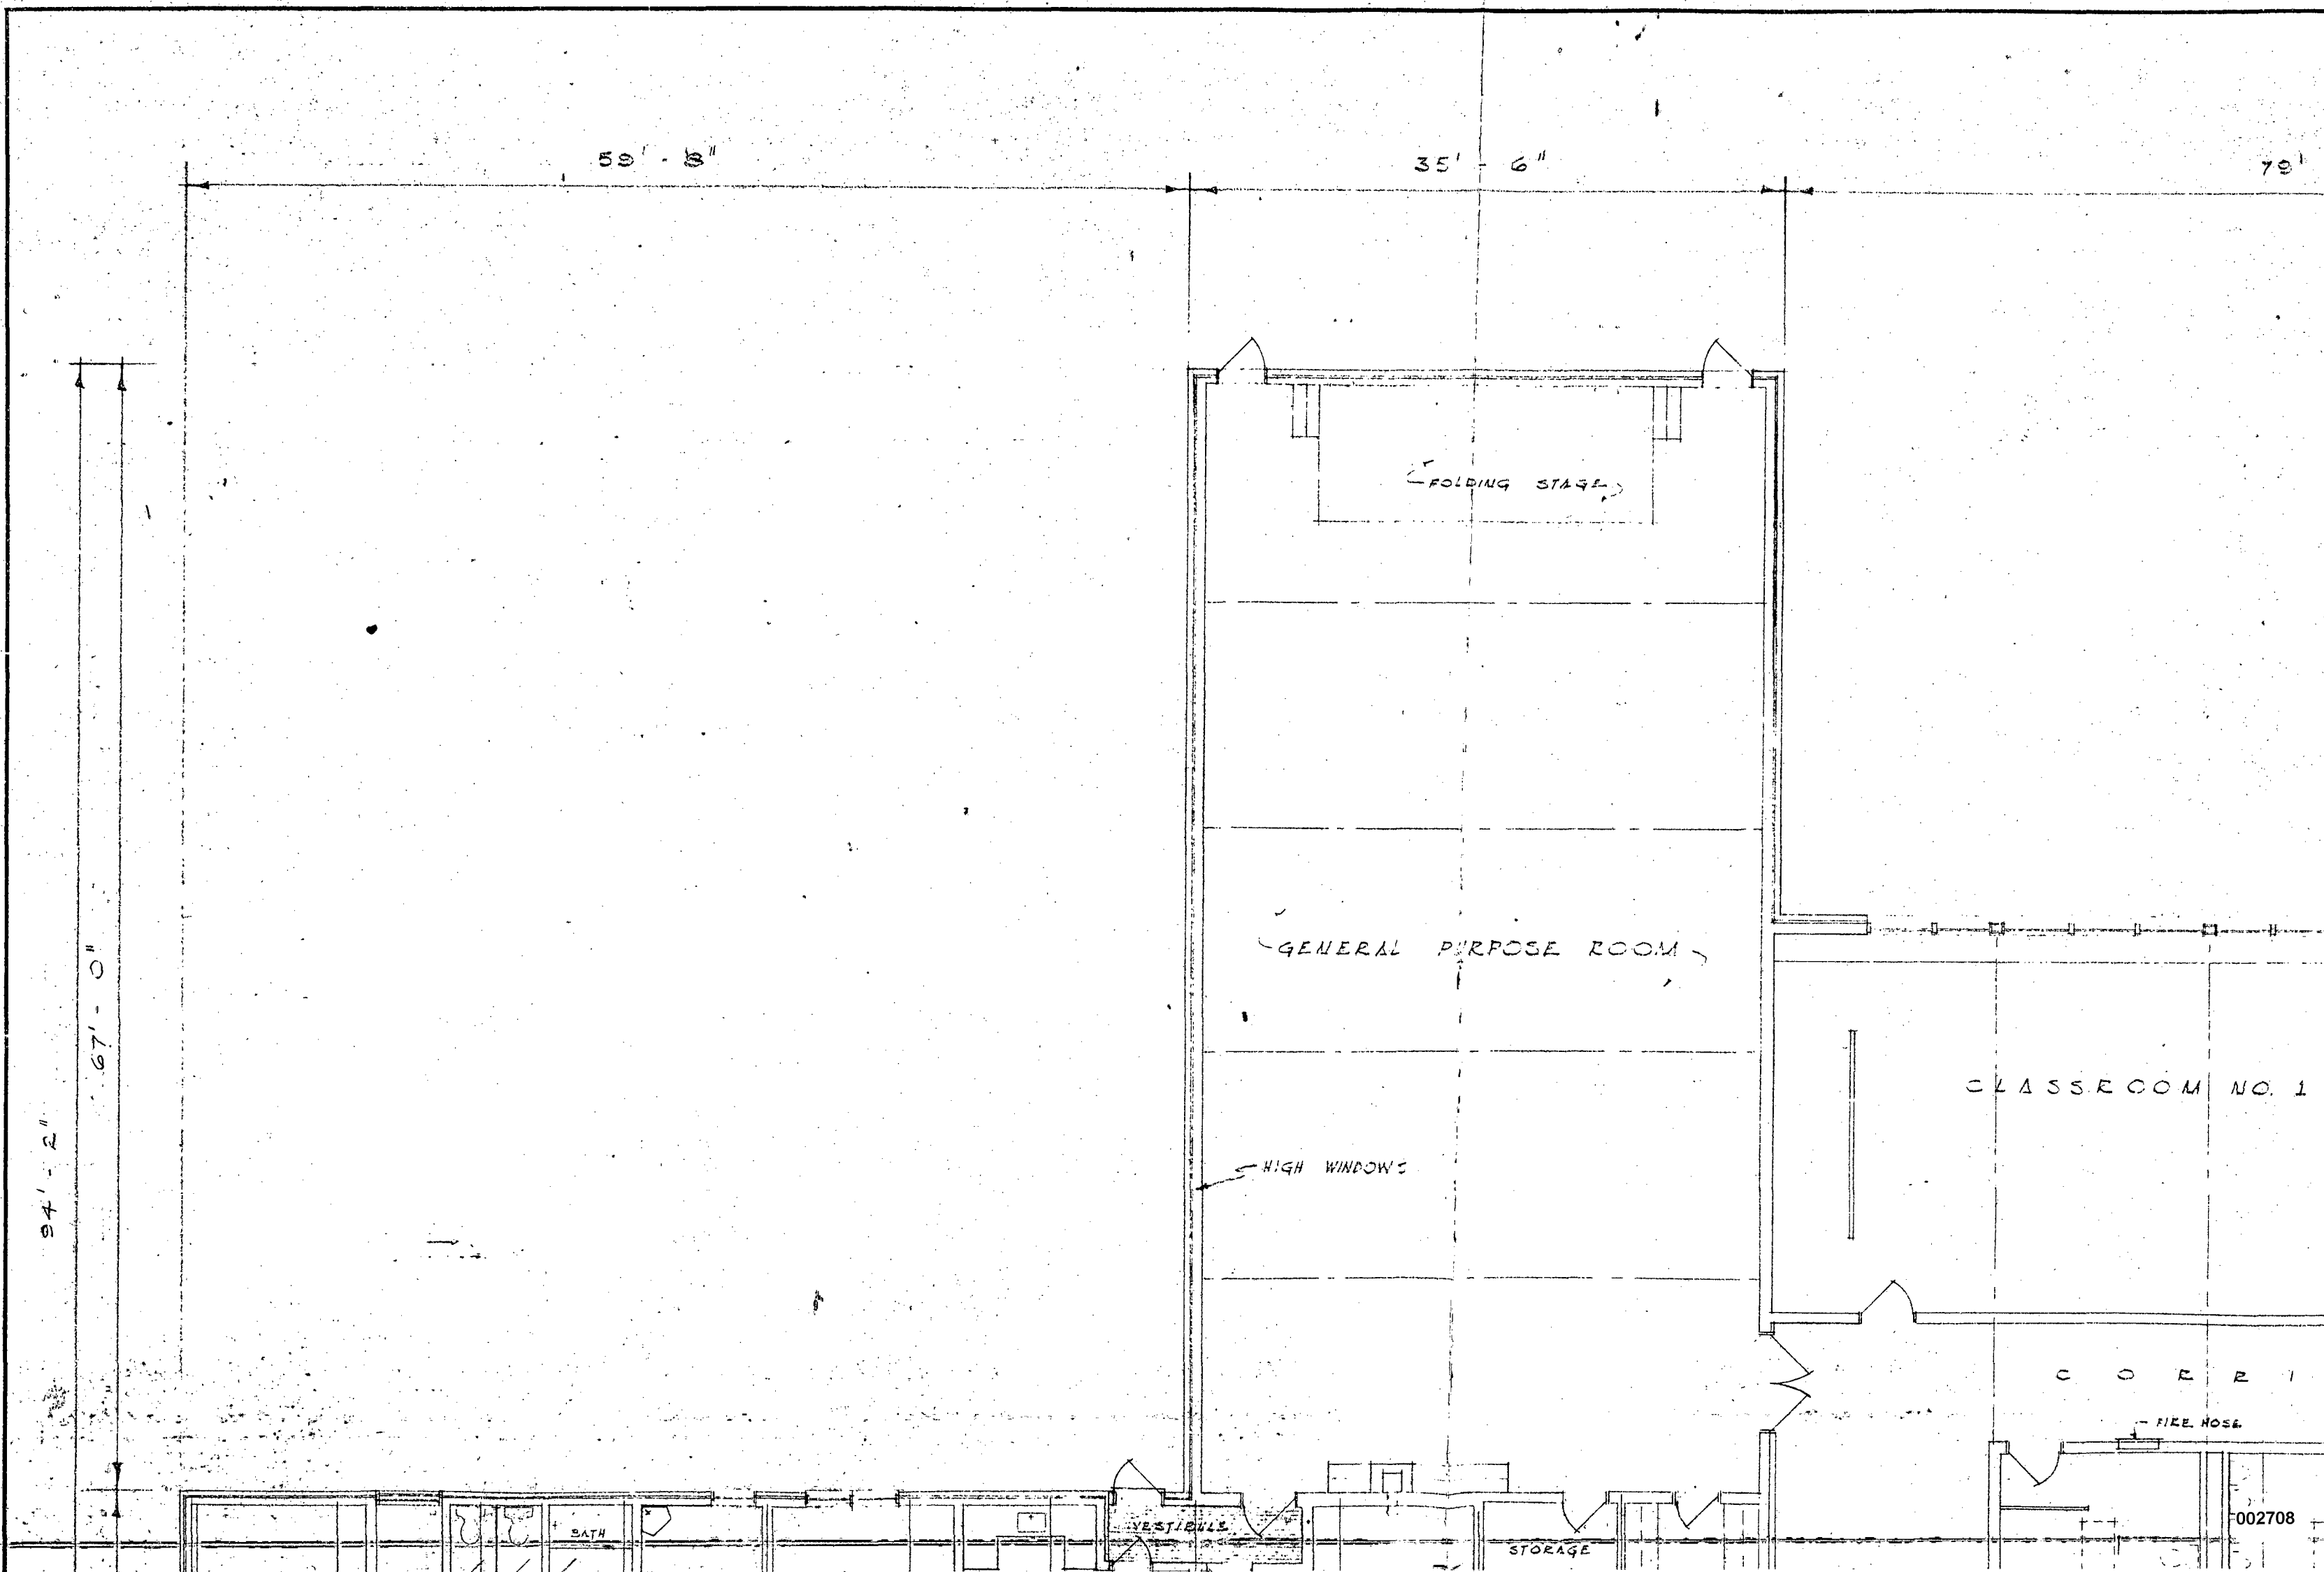 59' - 8" 35' - 6" 79'
FOLDING STAGE
GENERAL PURPOSE ROOM
67' - 0"
CLASSROOM NO. 1
94' - 2"
HIGH WINDOWS
C O R R I
FIRE HOSE
002708
BATH VESTIBULE
STORAGE